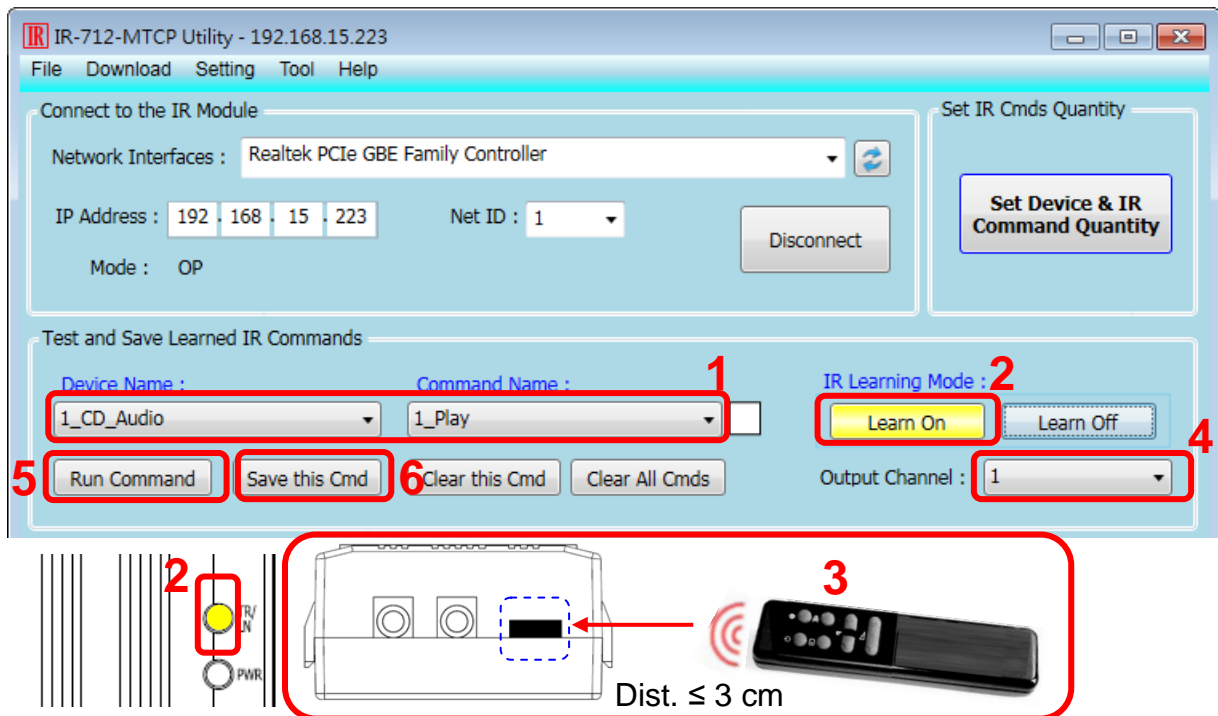 IR IR-712-MTCP Utility - 192.168.15.223
File Download Setting Tool Help
Connect to the IR Module
Set IR Cmds Quantity
Network Interfaces : Realtek PCIe GBE Family Controller
IP Address : 192 . 168 . 15 . 223 Net ID : 1
Disconnect
Set Device & IR
Command Quantity
Mode : OP
Test and Save Learned IR Commands
1
Device Name : Command Name : IR Learning Mode : 2
1_CD_Audio 1_Play Learn On Learn Off
4
5 Run Command Save this Cmd 6 Clear this Cmd Clear All Cmds Output Channel : 1
2
3
PWR
Dist. ≤ 3 cm